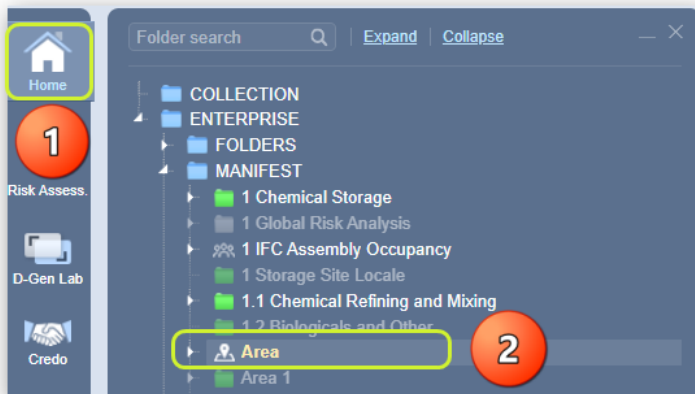 Home
1
Risk Assess.
D-Gen Lab
Credo
Folder search
Expand
Collapse
COLLECTION
ENTERPRISE
FOLDERS
MANIFEST
1 Chemical Storage
1 Global Risk Analysis
1 IFC Assembly Occupancy
1 Storage Site Locale
1.1 Chemical Refining and Mixing
1.2 Biologicals and Other
Area
2
Area 1